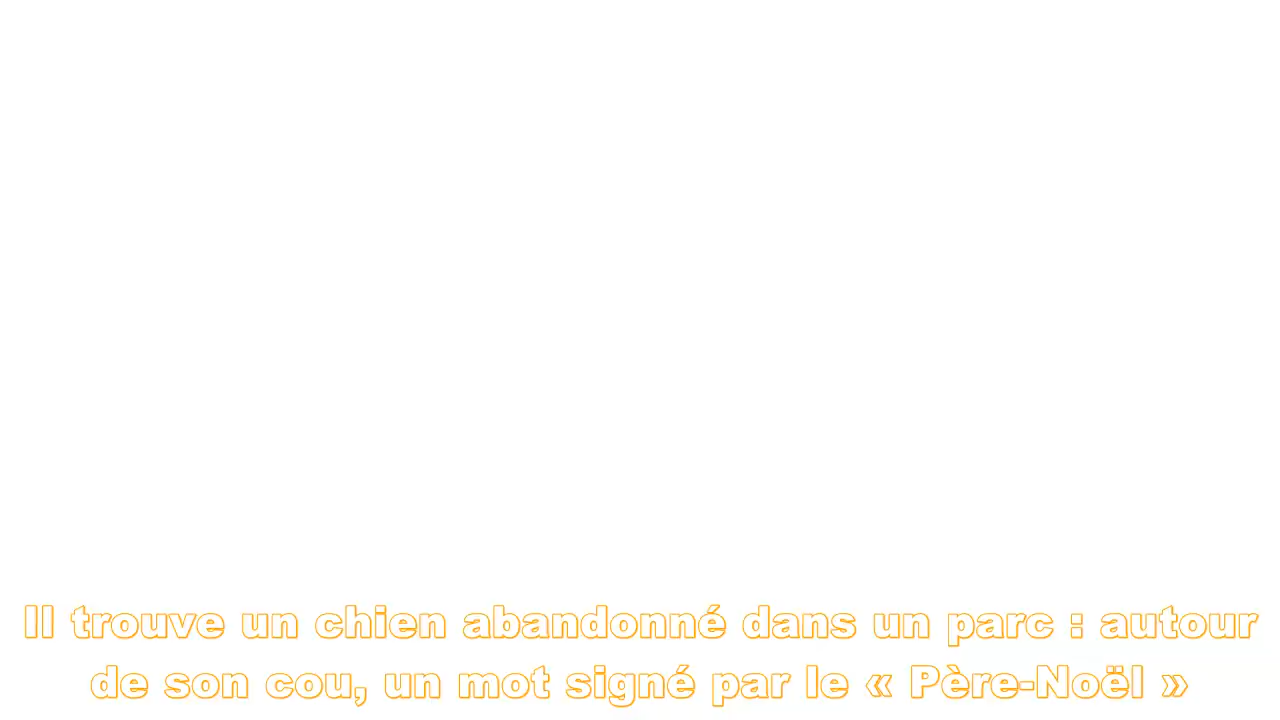 Il trouve un chien abandonné dans un parc : autour
de son cou, un mot signé par le « Père-Noël »